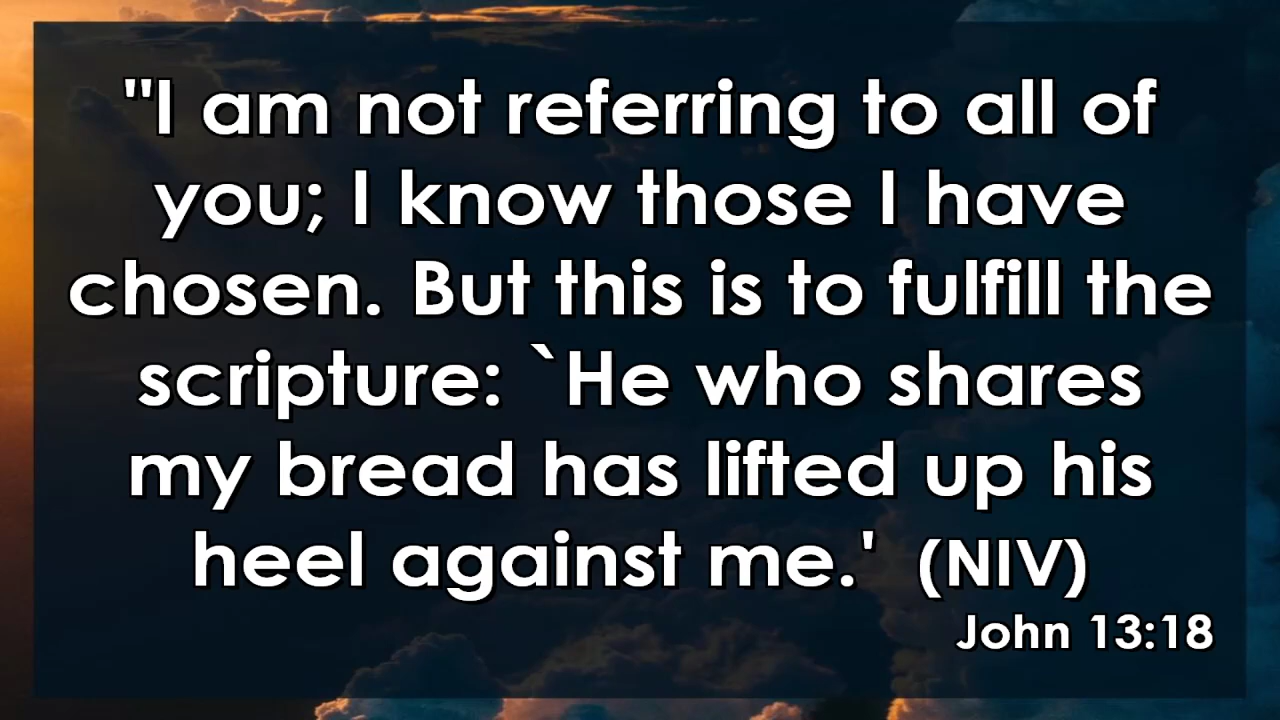 "I am not referring to all of
you; I know those I have
chosen. But this is to fulfill the
scripture: `He who shares
my bread has lifted up his
heel against me.' (NIV)
John 13:18